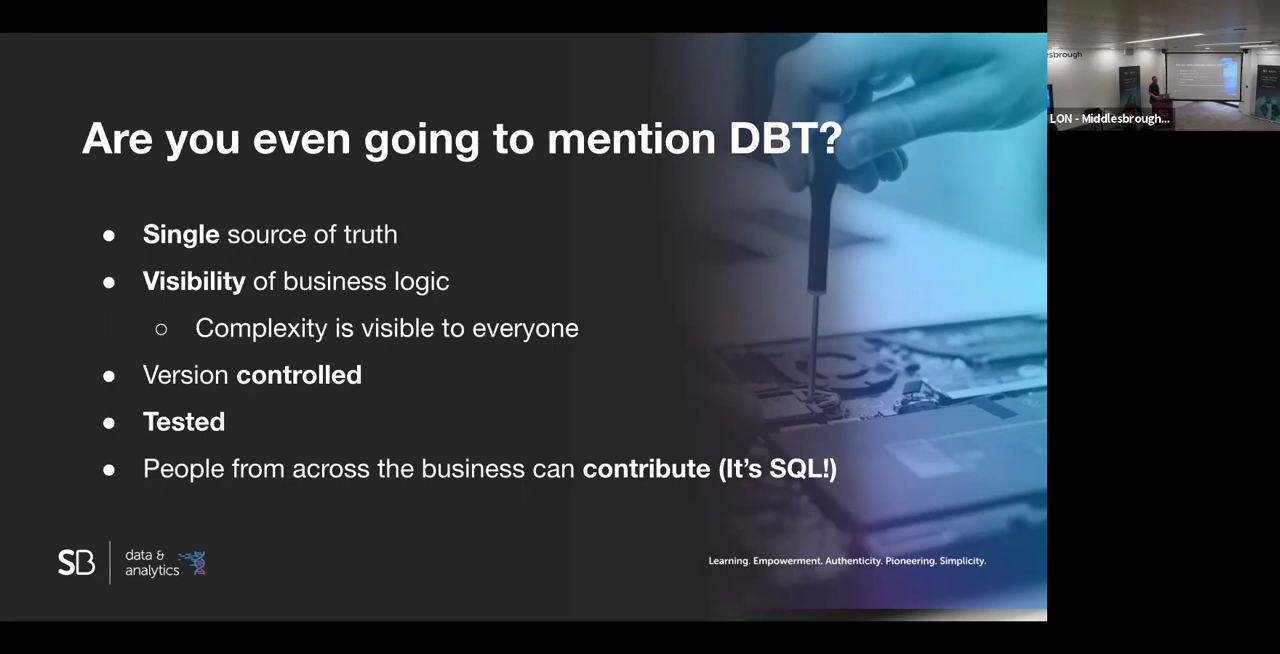 Are you even going to mention DBT?
● Single source of truth
● Visibility of business logic
○ Complexity is visible to everyone
● Version controlled
● Tested
● People from across the business can contribute (It’s SQL!)
SB
data &
analytics
Learning. Empowerment. Authenticity. Pioneering. Simplicity.
esbrough
LON - Middlesbrough...